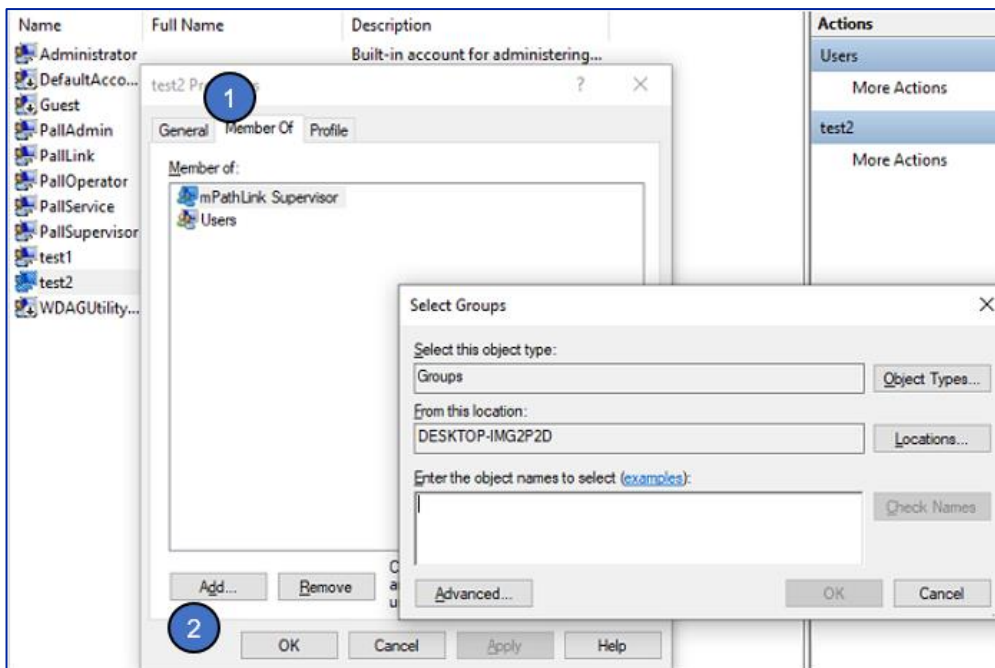 Name Full Name Description
Administrator Built-in account for administering...
DefaultAcco...
Guest
PallAdmin
PallLink
PallOperator
PallService
PallSupervisor
test1
test2
WDAGUtility...
test2
1
General Member Of Profile
Member of:
mPathLink Supervisor
Users
Add... Remove
2
OK Cancel Apply Help
Select Groups
Select this object type:
Groups
Object Types...
From this location:
DESKTOP-IMG2P2D
Locations...
Enter the object names to select (examples):
Check Names
Advanced... OK Cancel
Actions
Users
More Actions
test2
More Actions